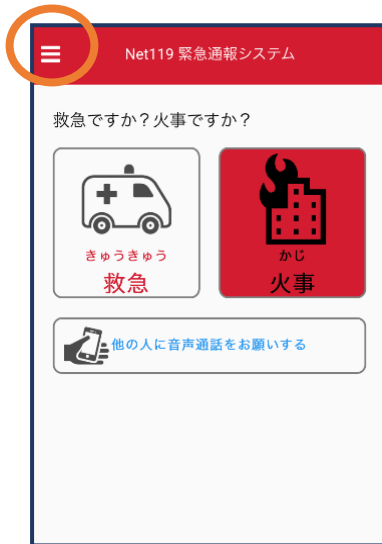 Net119 緊急通報システム
救急ですか？火事ですか？
きゅうきゅう
救急
かじ
火事
他の人に音声通話をお願いする